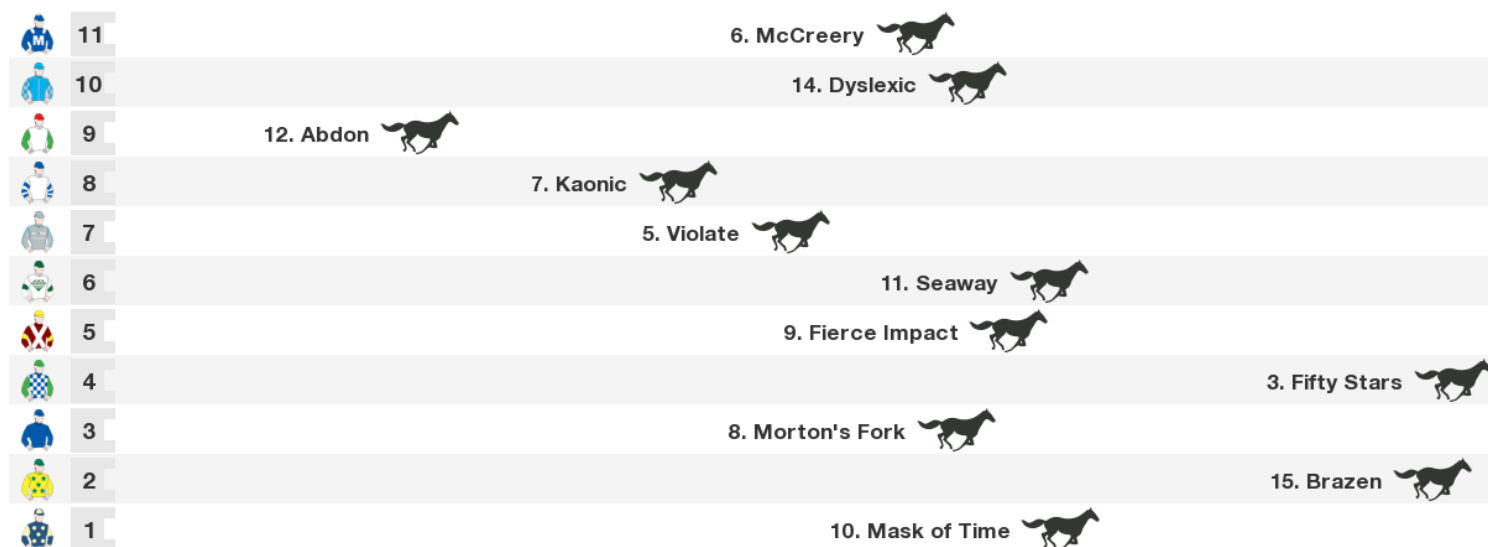 11 6. McCreery
10 14. Dyslexic
9 12. Abdon
8 7. Kaonic
7 5. Violate
6 11. Seaway
5 9. Fierce Impact
4 3. Fifty Stars
3 8. Morton's Fork
2 15. Brazen
1 10. Mask of Time